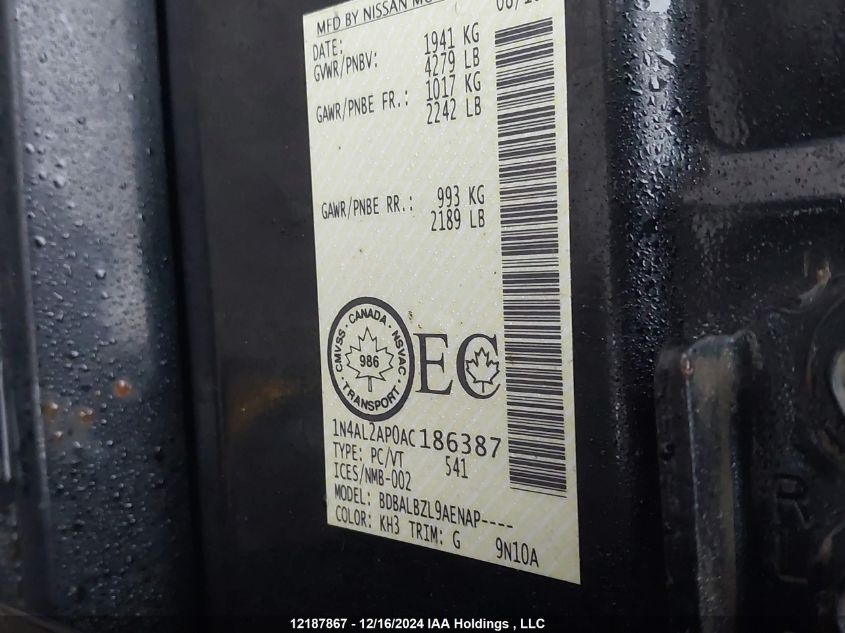 MFD BY NISSAN
DATE:
GVWR/PNBV: 1941 KG
4279 LB
GAWR/PNBE FR.: 1017 KG
2242 LB
GAWR/PNBE RR.: 993 KG
2189 LB
CMVSS · CANADA · NSVAC
986
· TRANSPORT ·
EC
1N4AL2AP0AC186387
TYPE: PC/VT 541
ICES/NMB-002
MODEL: BDBALBZL9AENAP----
COLOR: KH3 TRIM: G 9N10A
R
L
12187867 - 12/16/2024 IAA Holdings , LLC